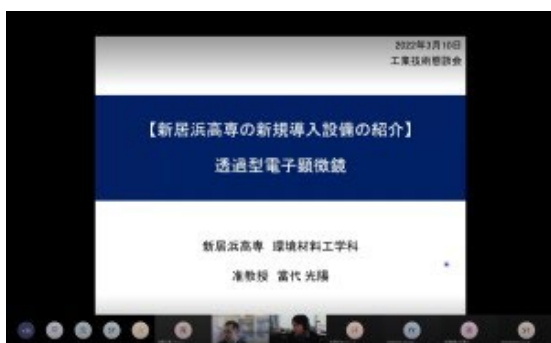 2022年3月10日
工業技術懇談会
【新居浜高専の新規導入設備の紹介】
透過型電子顕微鏡
新居浜高専 環境材料工学科
准教授 當代 光陽